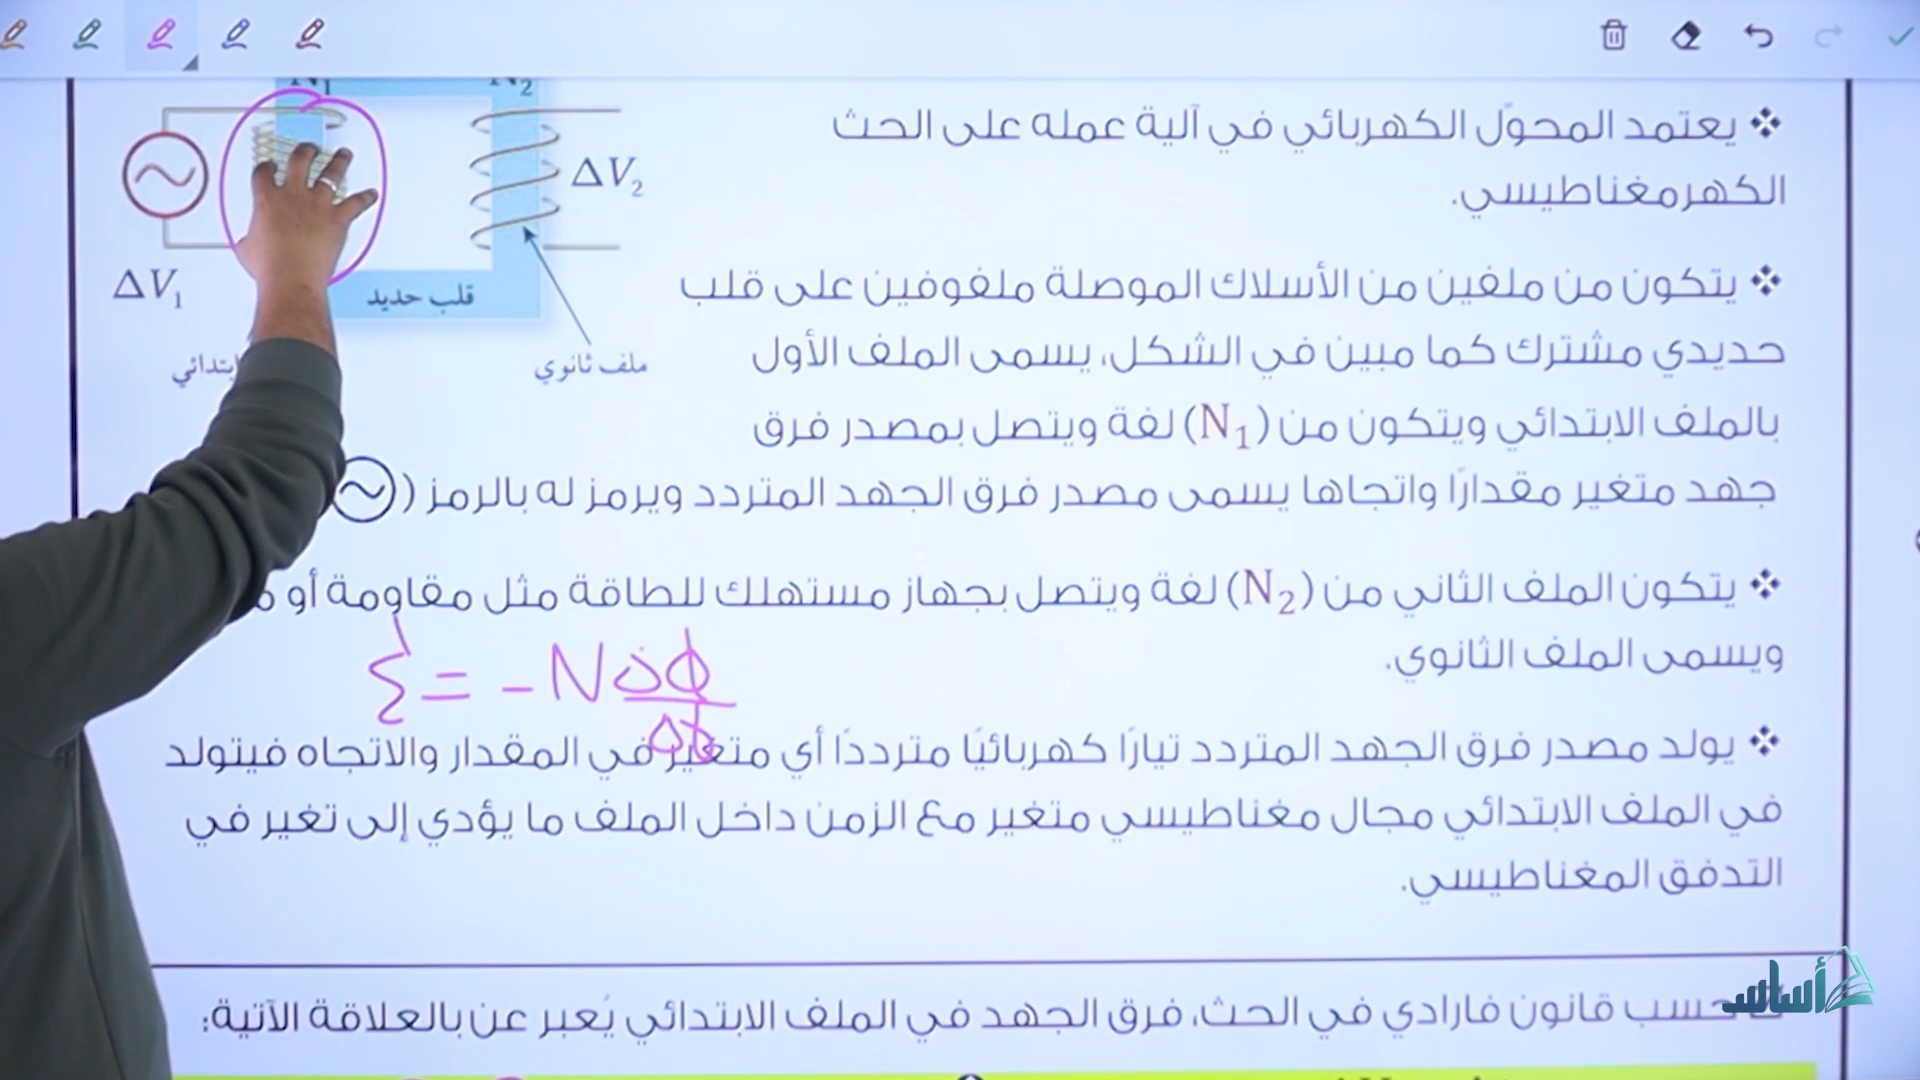 N1
N2
❖ يعتمد المحوّل الكهربائي في آلية عمله على الحث
الكهرمغناطيسي.
ΔV2
ΔV1
قلب حديد
ملف ثانوي
❖ يتكون من ملفين من الأسلاك الموصلة ملفوفين على قلب
حديدي مشترك كما مبين في الشكل، يسمى الملف الأول
بالملف الابتدائي ويتكون من (N1) لفة ويتصل بمصدر فرق
جهد متغير مقدارًا واتجاها يسمى مصدر فرق الجهد المتردد ويرمز له بالرمز (
❖ يتكون الملف الثاني من (N2) لفة ويتصل بجهاز مستهلك للطاقة مثل مقاومة أو
ويسمى الملف الثانوي.
ε = - N Δφ / Δt
❖ يولد مصدر فرق الجهد المتردد تيارًا كهربائيًا مترددًا أي متغير في المقدار والاتجاه فيتولد
في الملف الابتدائي مجال مغناطيسي متغير مع الزمن داخل الملف ما يؤدي إلى تغير في
التدفق المغناطيسي.
حسب قانون فارادي في الحث، فرق الجهد في الملف الابتدائي يُعبر عن بالعلاقة الآتية:
أساس